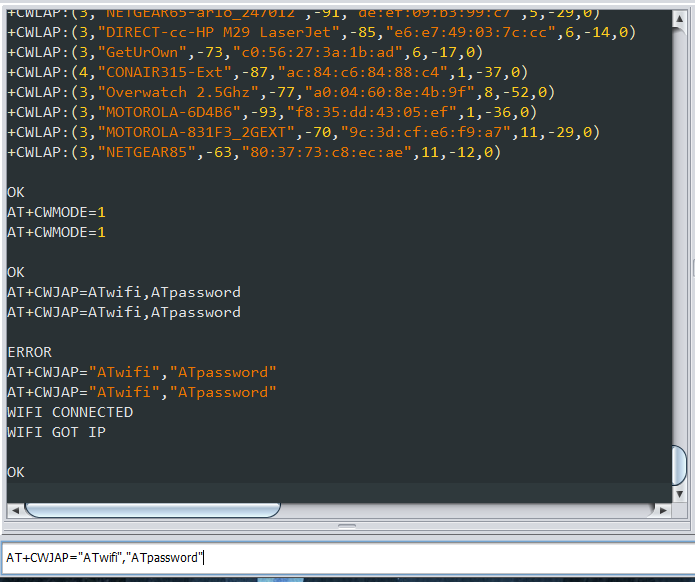 +CWLAP:(3,"NETGEAR65-ar10_247012",-91,"de:ef:09:b3:99:c7",5,-29,0)
+CWLAP:(3,"DIRECT-cc-HP M29 LaserJet",-85,"e6:e7:49:03:7c:cc",6,-14,0)
+CWLAP:(3,"GetUrOwn",-73,"c0:56:27:3a:1b:ad",6,-17,0)
+CWLAP:(4,"CONAIR315-Ext",-87,"ac:84:c6:84:88:c4",1,-37,0)
+CWLAP:(3,"Overwatch 2.5Ghz",-77,"a0:04:60:8e:4b:9f",8,-52,0)
+CWLAP:(3,"MOTOROLA-6D4B6",-93,"f8:35:dd:43:05:ef",1,-36,0)
+CWLAP:(3,"MOTOROLA-831F3_2GEXT",-70,"9c:3d:cf:e6:f9:a7",11,-29,0)
+CWLAP:(3,"NETGEAR85",-63,"80:37:73:c8:ec:ae",11,-12,0)
OK
AT+CWMODE=1
AT+CWMODE=1
OK
AT+CWJAP=ATwifi,ATpassword
AT+CWJAP=ATwifi,ATpassword
ERROR
AT+CWJAP="ATwifi","ATpassword"
AT+CWJAP="ATwifi","ATpassword"
WIFI CONNECTED
WIFI GOT IP
OK
AT+CWJAP="ATwifi","ATpassword"